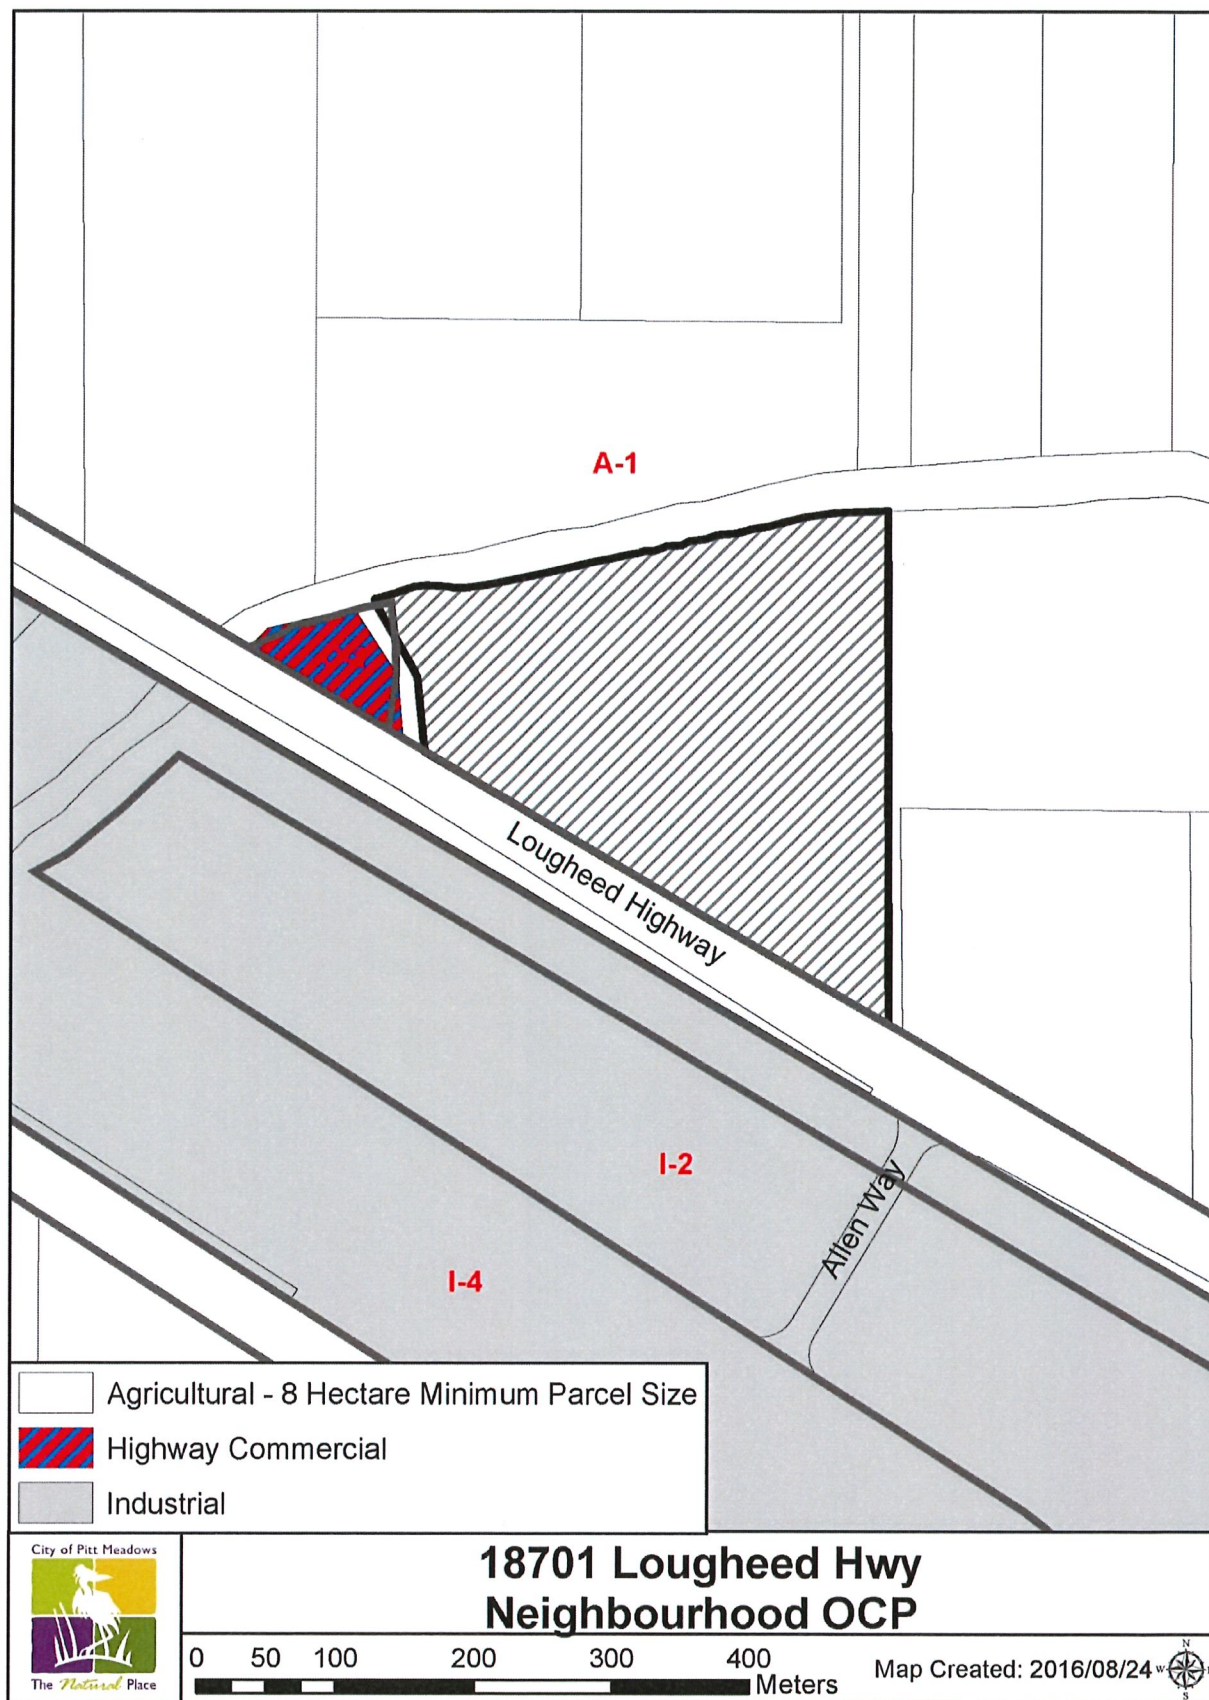 A-1
Lougheed Highway
I-2
Allen Way
I-4
Agricultural - 8 Hectare Minimum Parcel Size
Highway Commercial
Industrial
City of Pitt Meadows
The Natural Place
18701 Lougheed Hwy
Neighbourhood OCP
0 50 100 200 300 400
Meters
Map Created: 2016/08/24
N
W
S